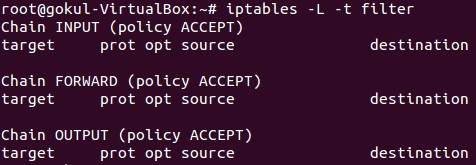 root@gokul-VirtualBox:~# iptables -L -t filter
Chain INPUT (policy ACCEPT)
target     prot opt source               destination

Chain FORWARD (policy ACCEPT)
target     prot opt source               destination

Chain OUTPUT (policy ACCEPT)
target     prot opt source               destination